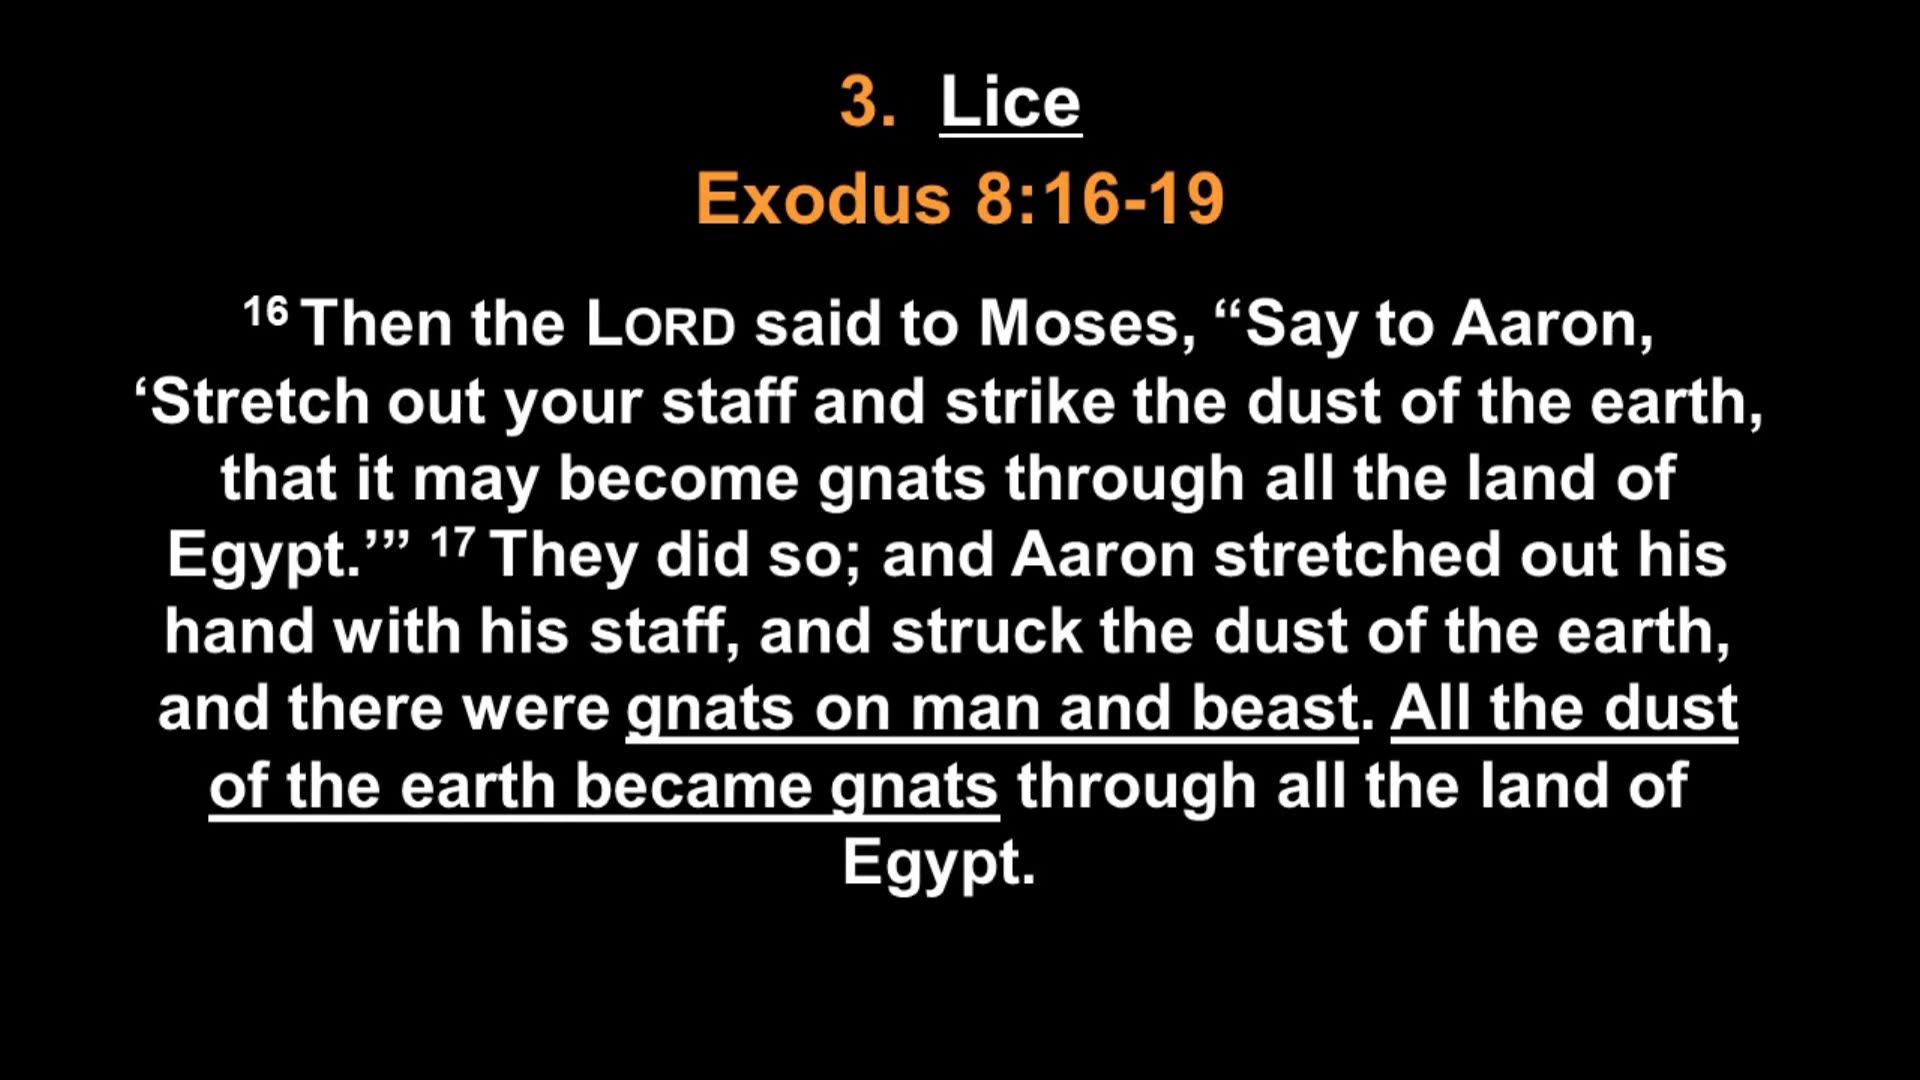 3. Lice
Exodus 8:16-19
16 Then the LORD said to Moses, “Say to Aaron,
‘Stretch out your staff and strike the dust of the earth,
that it may become gnats through all the land of
Egypt.’” 17 They did so; and Aaron stretched out his
hand with his staff, and struck the dust of the earth,
and there were gnats on man and beast. All the dust
of the earth became gnats through all the land of
Egypt.